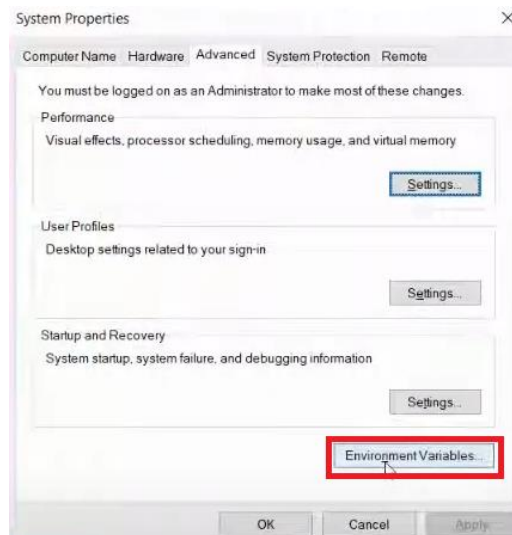 System Properties
Computer Name Hardware Advanced System Protection Remote
You must be logged on as an Administrator to make most of these changes.
Performance
Visual effects, processor scheduling, memory usage, and virtual memory
Settings...
User Profiles
Desktop settings related to your sign-in
Settings...
Startup and Recovery
System startup, system failure, and debugging information
Settings...
Environment Variables...
OK Cancel Apply